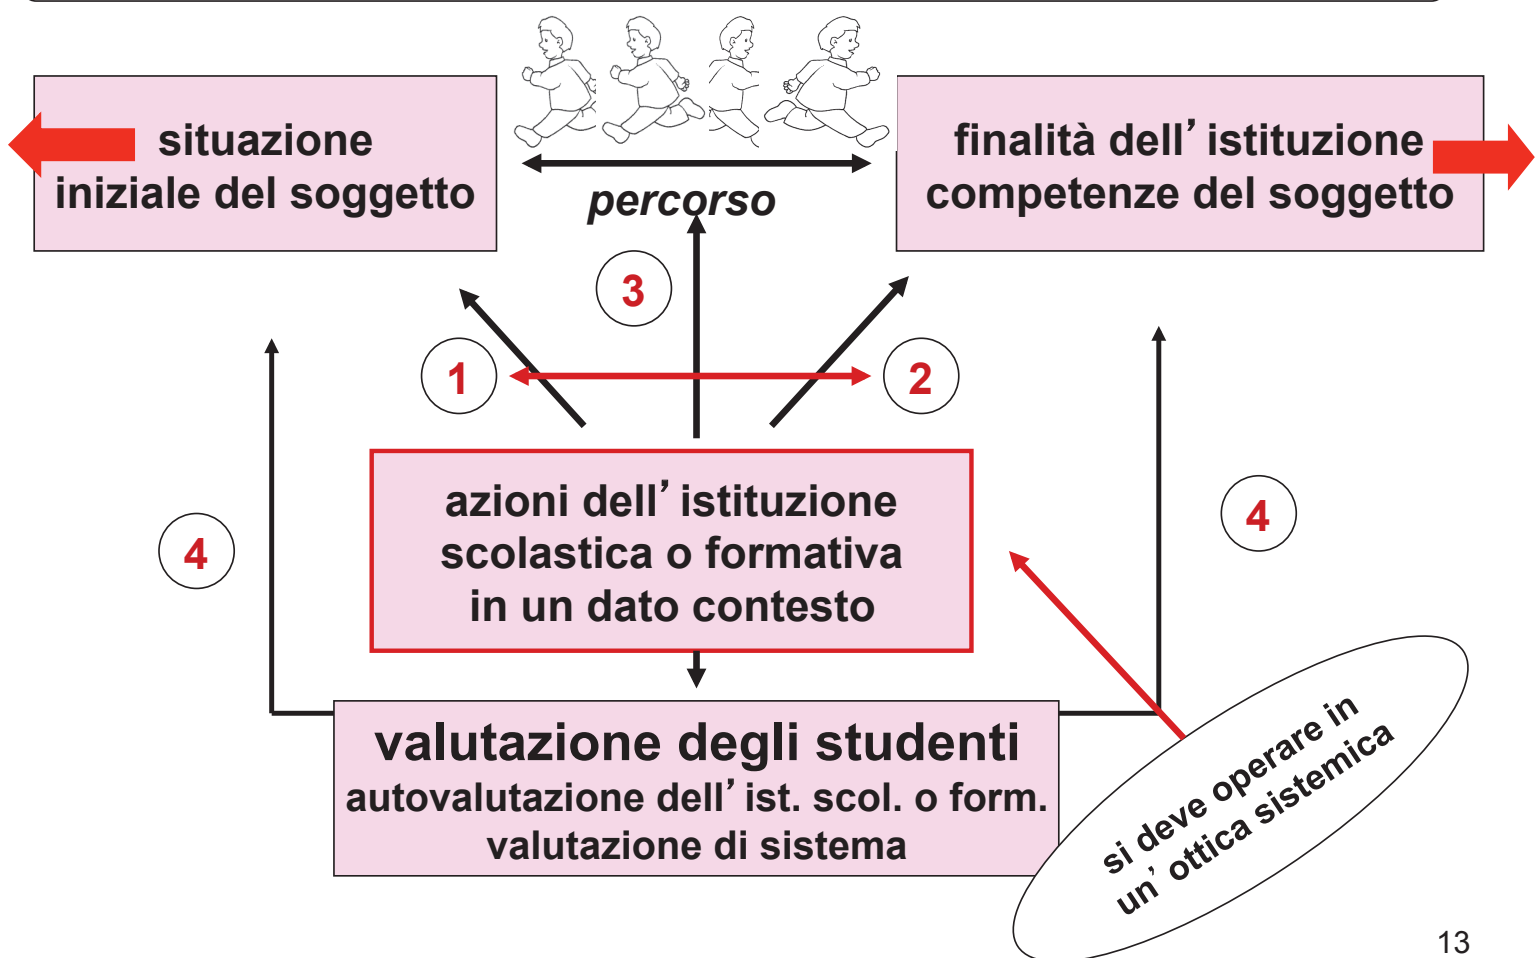 situazione
iniziale del soggetto
percorso
finalità dell’ istituzione
competenze del soggetto
3
1
2
azioni dell’ istituzione
scolastica o formativa
in un dato contesto
4
4
valutazione degli studenti
autovalutazione dell’ ist. scol. o form.
valutazione di sistema
si deve operare in
un’ ottica sistemica
13